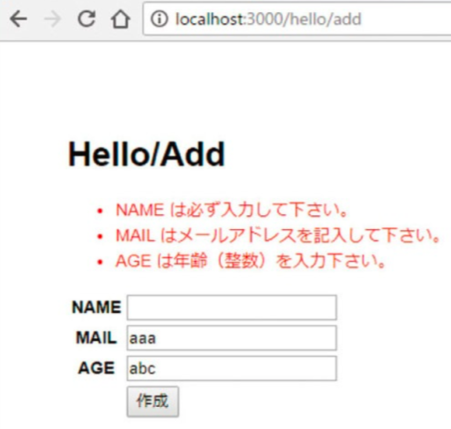 localhost:3000/hello/add
Hello/Add
• NAME は必ず入力して下さい。
• MAIL はメールアドレスを記入して下さい。
• AGE は年齢（整数）を入力下さい。
NAME
MAIL aaa
AGE abc
作成